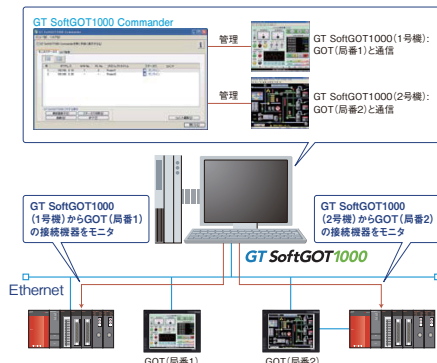 GT SoftGOT1000 Commander
管理
GT SoftGOT1000(1号機):
GOT(局番1)と通信
管理
GT SoftGOT1000(2号機):
GOT(局番2)と通信
GT SoftGOT1000
(1号機)からGOT(局番1)
の接続機器をモニタ
GT SoftGOT1000
(2号機)からGOT(局番2)
の接続機器をモニタ
GT SoftGOT1000
Ethernet
GOT(局番1)
GOT(局番2)